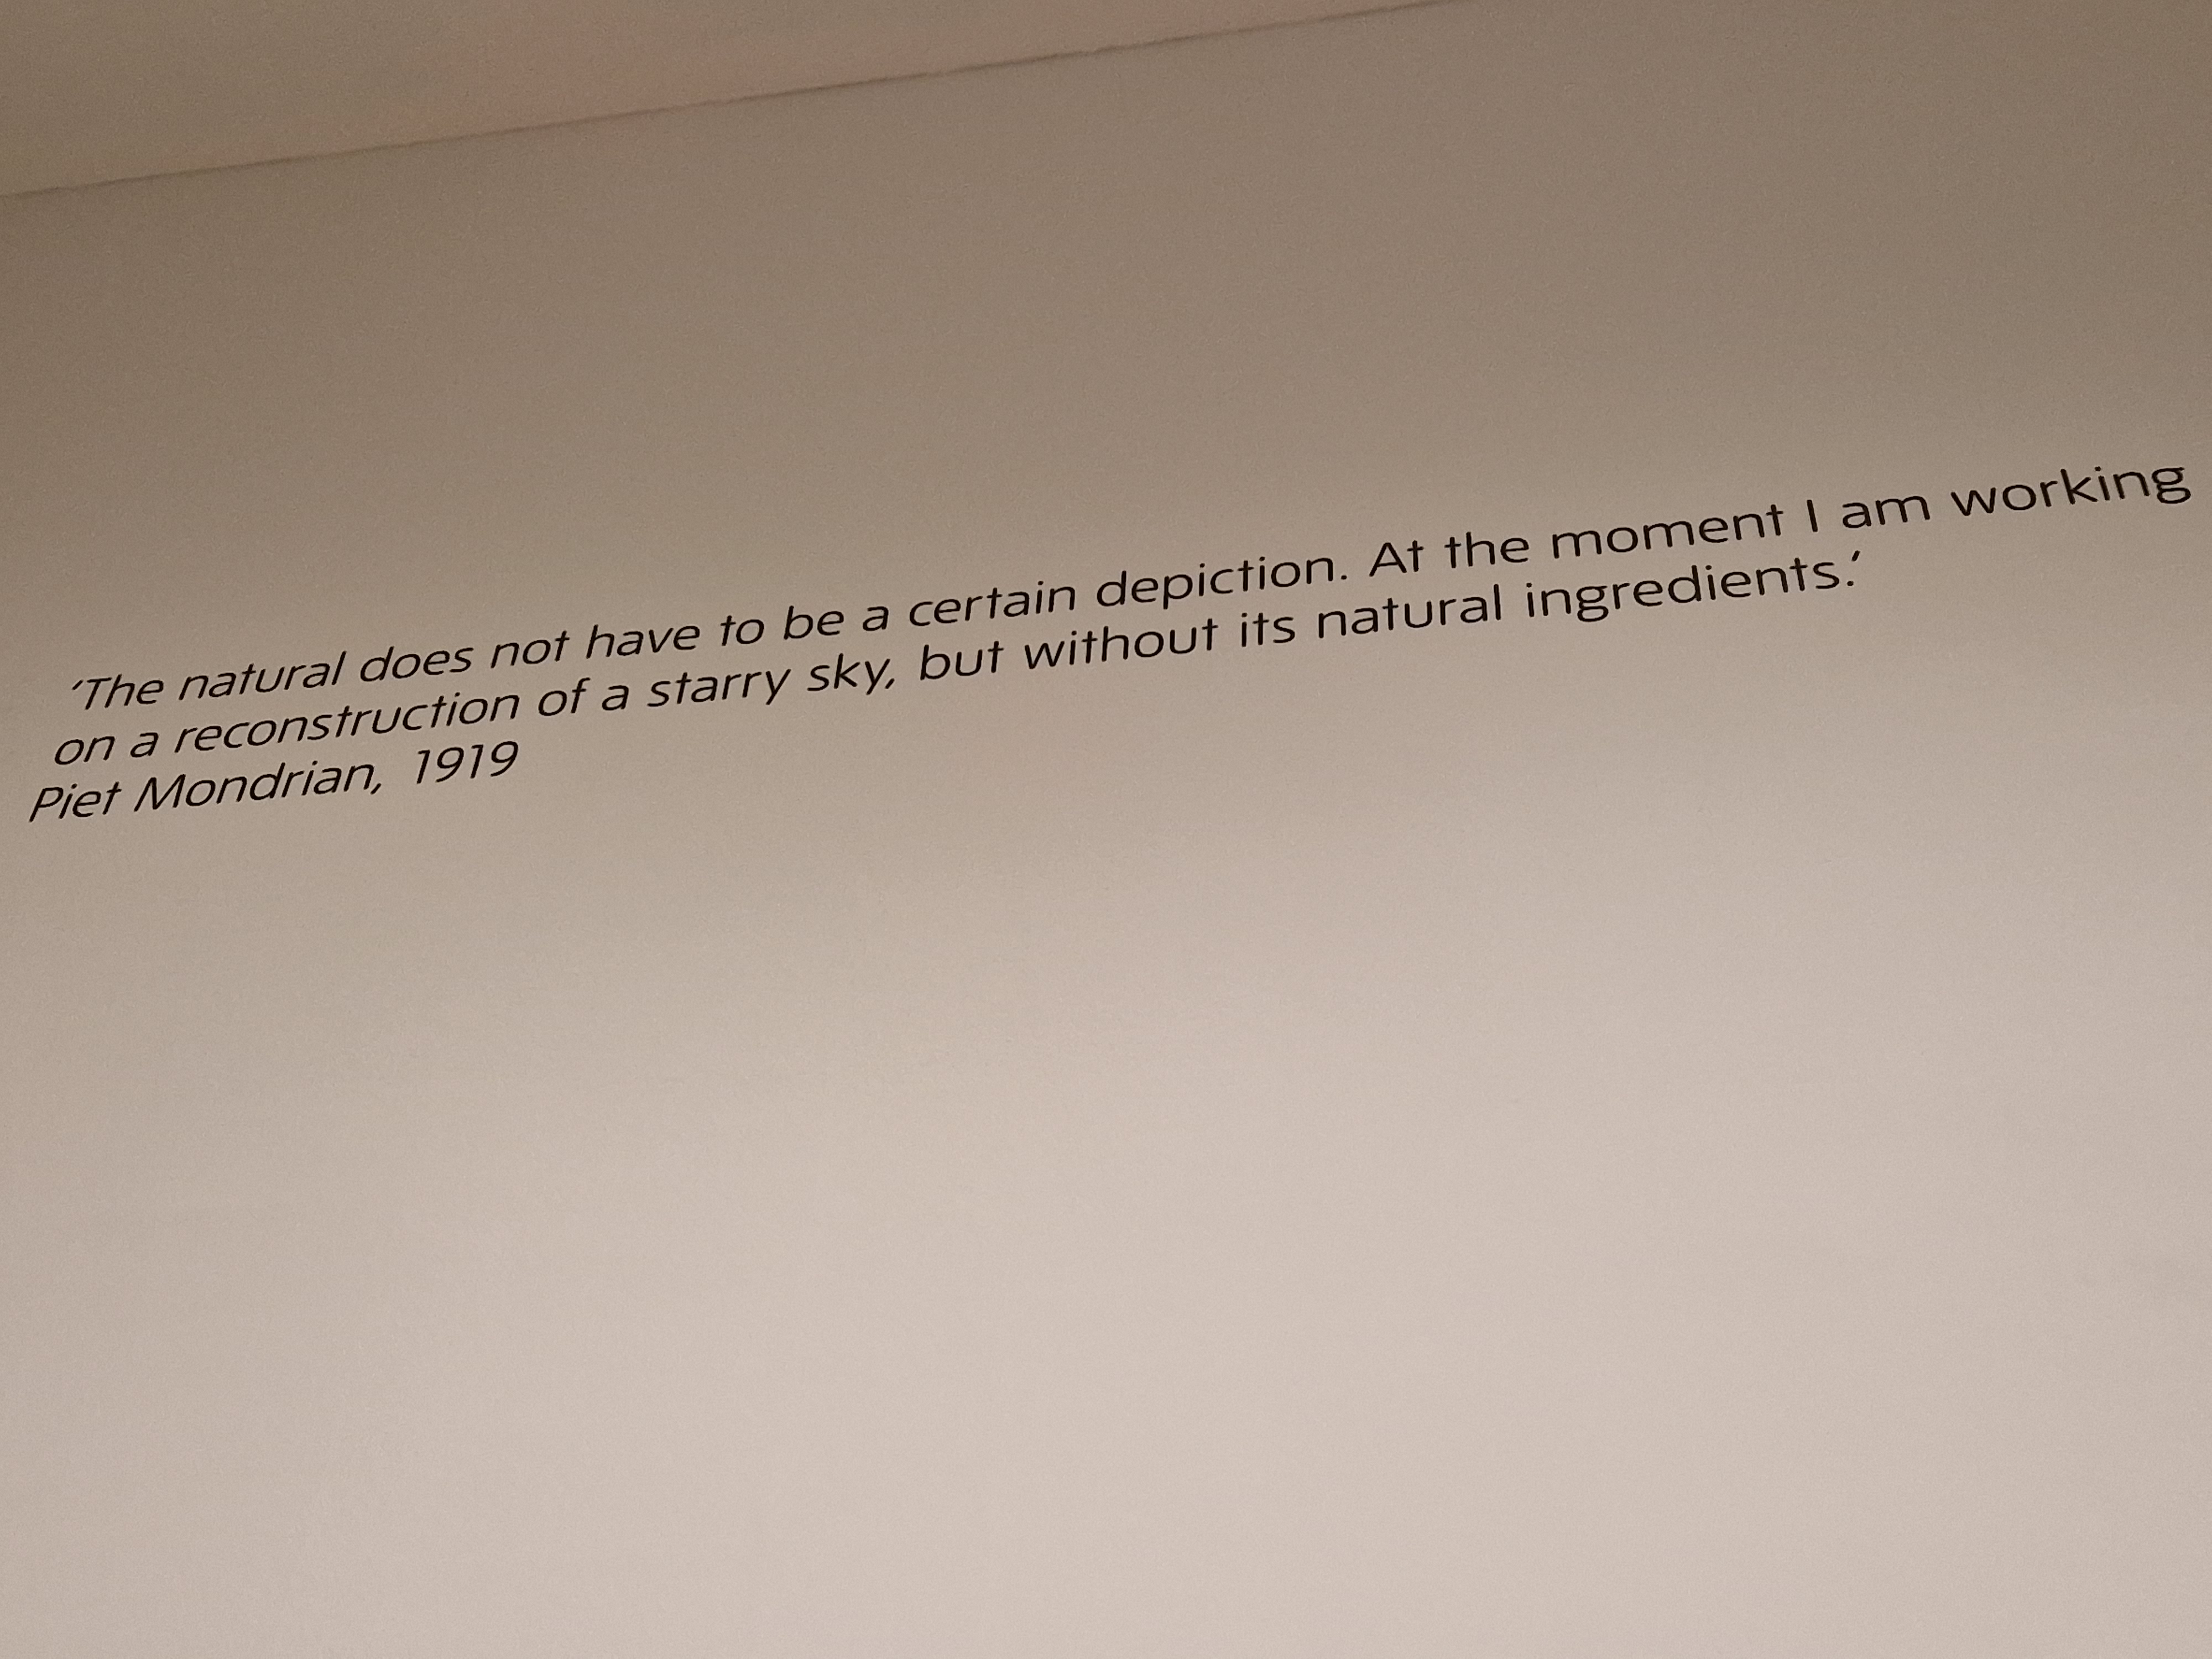 ‘The natural does not have to be a certain depiction. At the moment I am working
on a reconstruction of a starry sky, but without its natural ingredients.’
Piet Mondrian, 1919